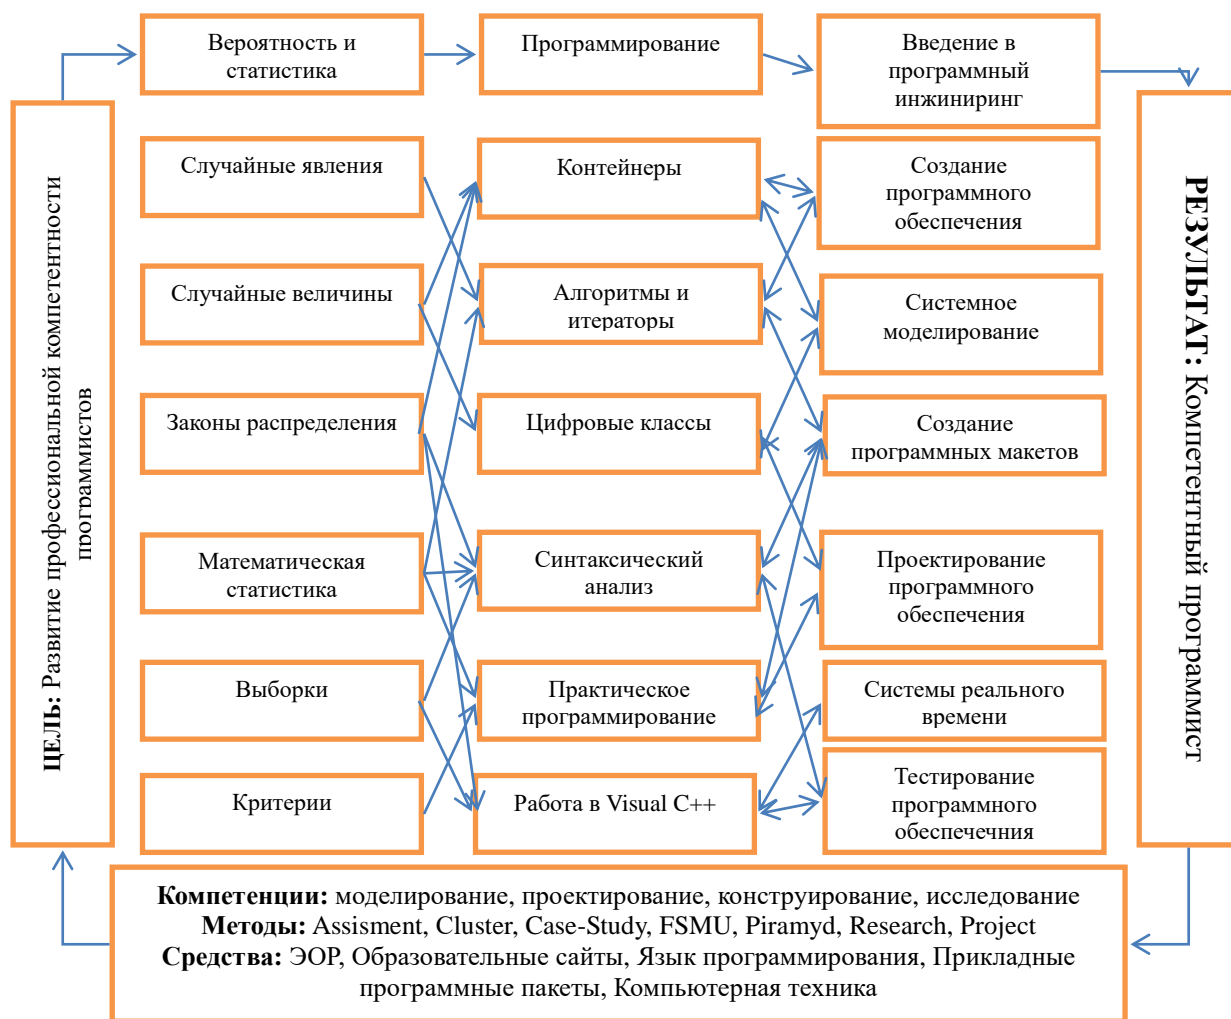 Вероятность и
статистика
Программирование
Введение в
программный
инжиниринг
ЦЕЛЬ: Развитие профессиональной компетентности
программистов
Случайные явления
Контейнеры
Создание
программного
обеспечения
Случайные величины
Алгоритмы и
итераторы
Системное
моделирование
Законы распределения
Цифровые классы
Создание
программных макетов
Математическая
статистика
Синтаксический
анализ
Проектирование
программного
обеспечения
Выборки
Практическое
программирование
Системы реального
времени
Критерии
Работа в Visual C++
Тестирование
программного
обеспечечния
РЕЗУЛЬТАТ: Компетентный программист
Компетенции: моделирование, проектирование, конструирование, исследование
Методы: Assisment, Cluster, Case-Study, FSMU, Piramyd, Research, Project
Средства: ЭОР, Образовательные сайты, Язык программирования, Прикладные
программные пакеты, Компьютерная техника